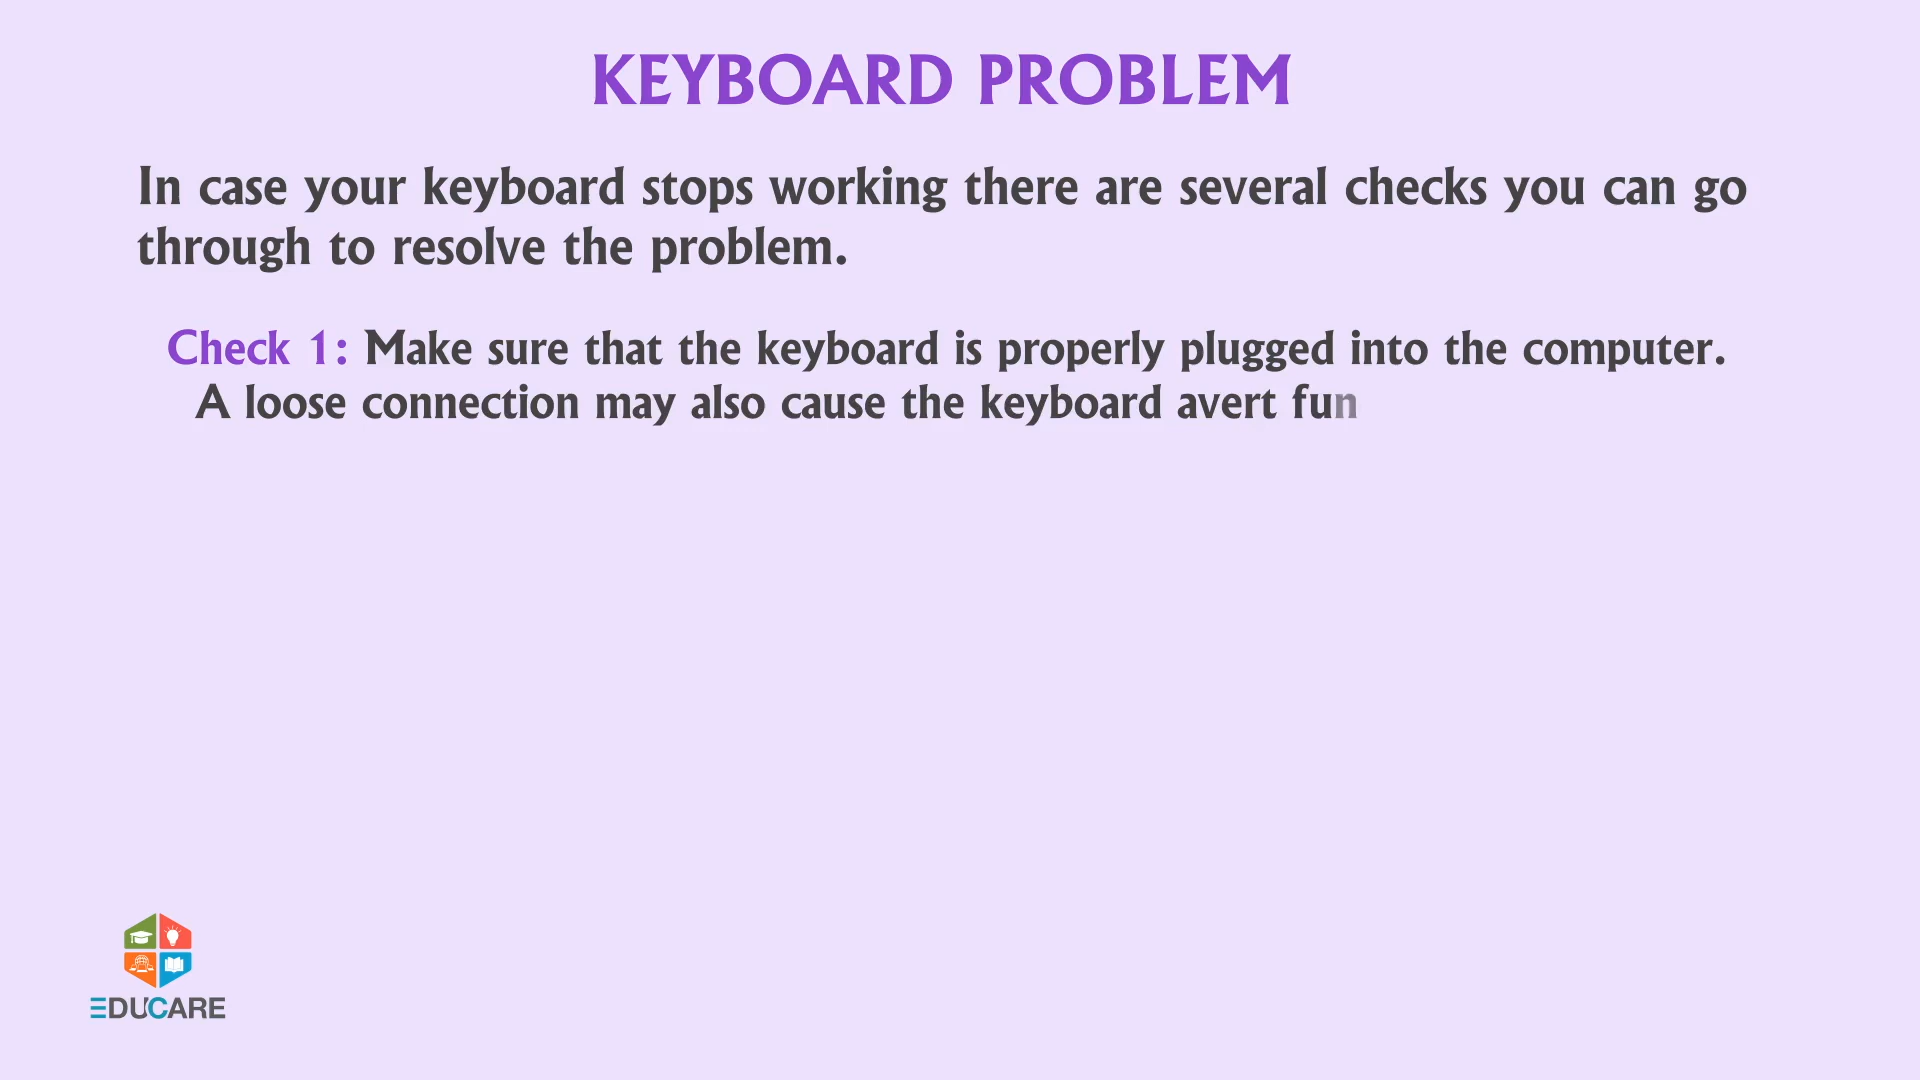 KEYBOARD PROBLEM
In case your keyboard stops working there are several checks you can go
through to resolve the problem.
Check 1: Make sure that the keyboard is properly plugged into the computer.
A loose connection may also cause the keyboard avert fun
EDUCARE